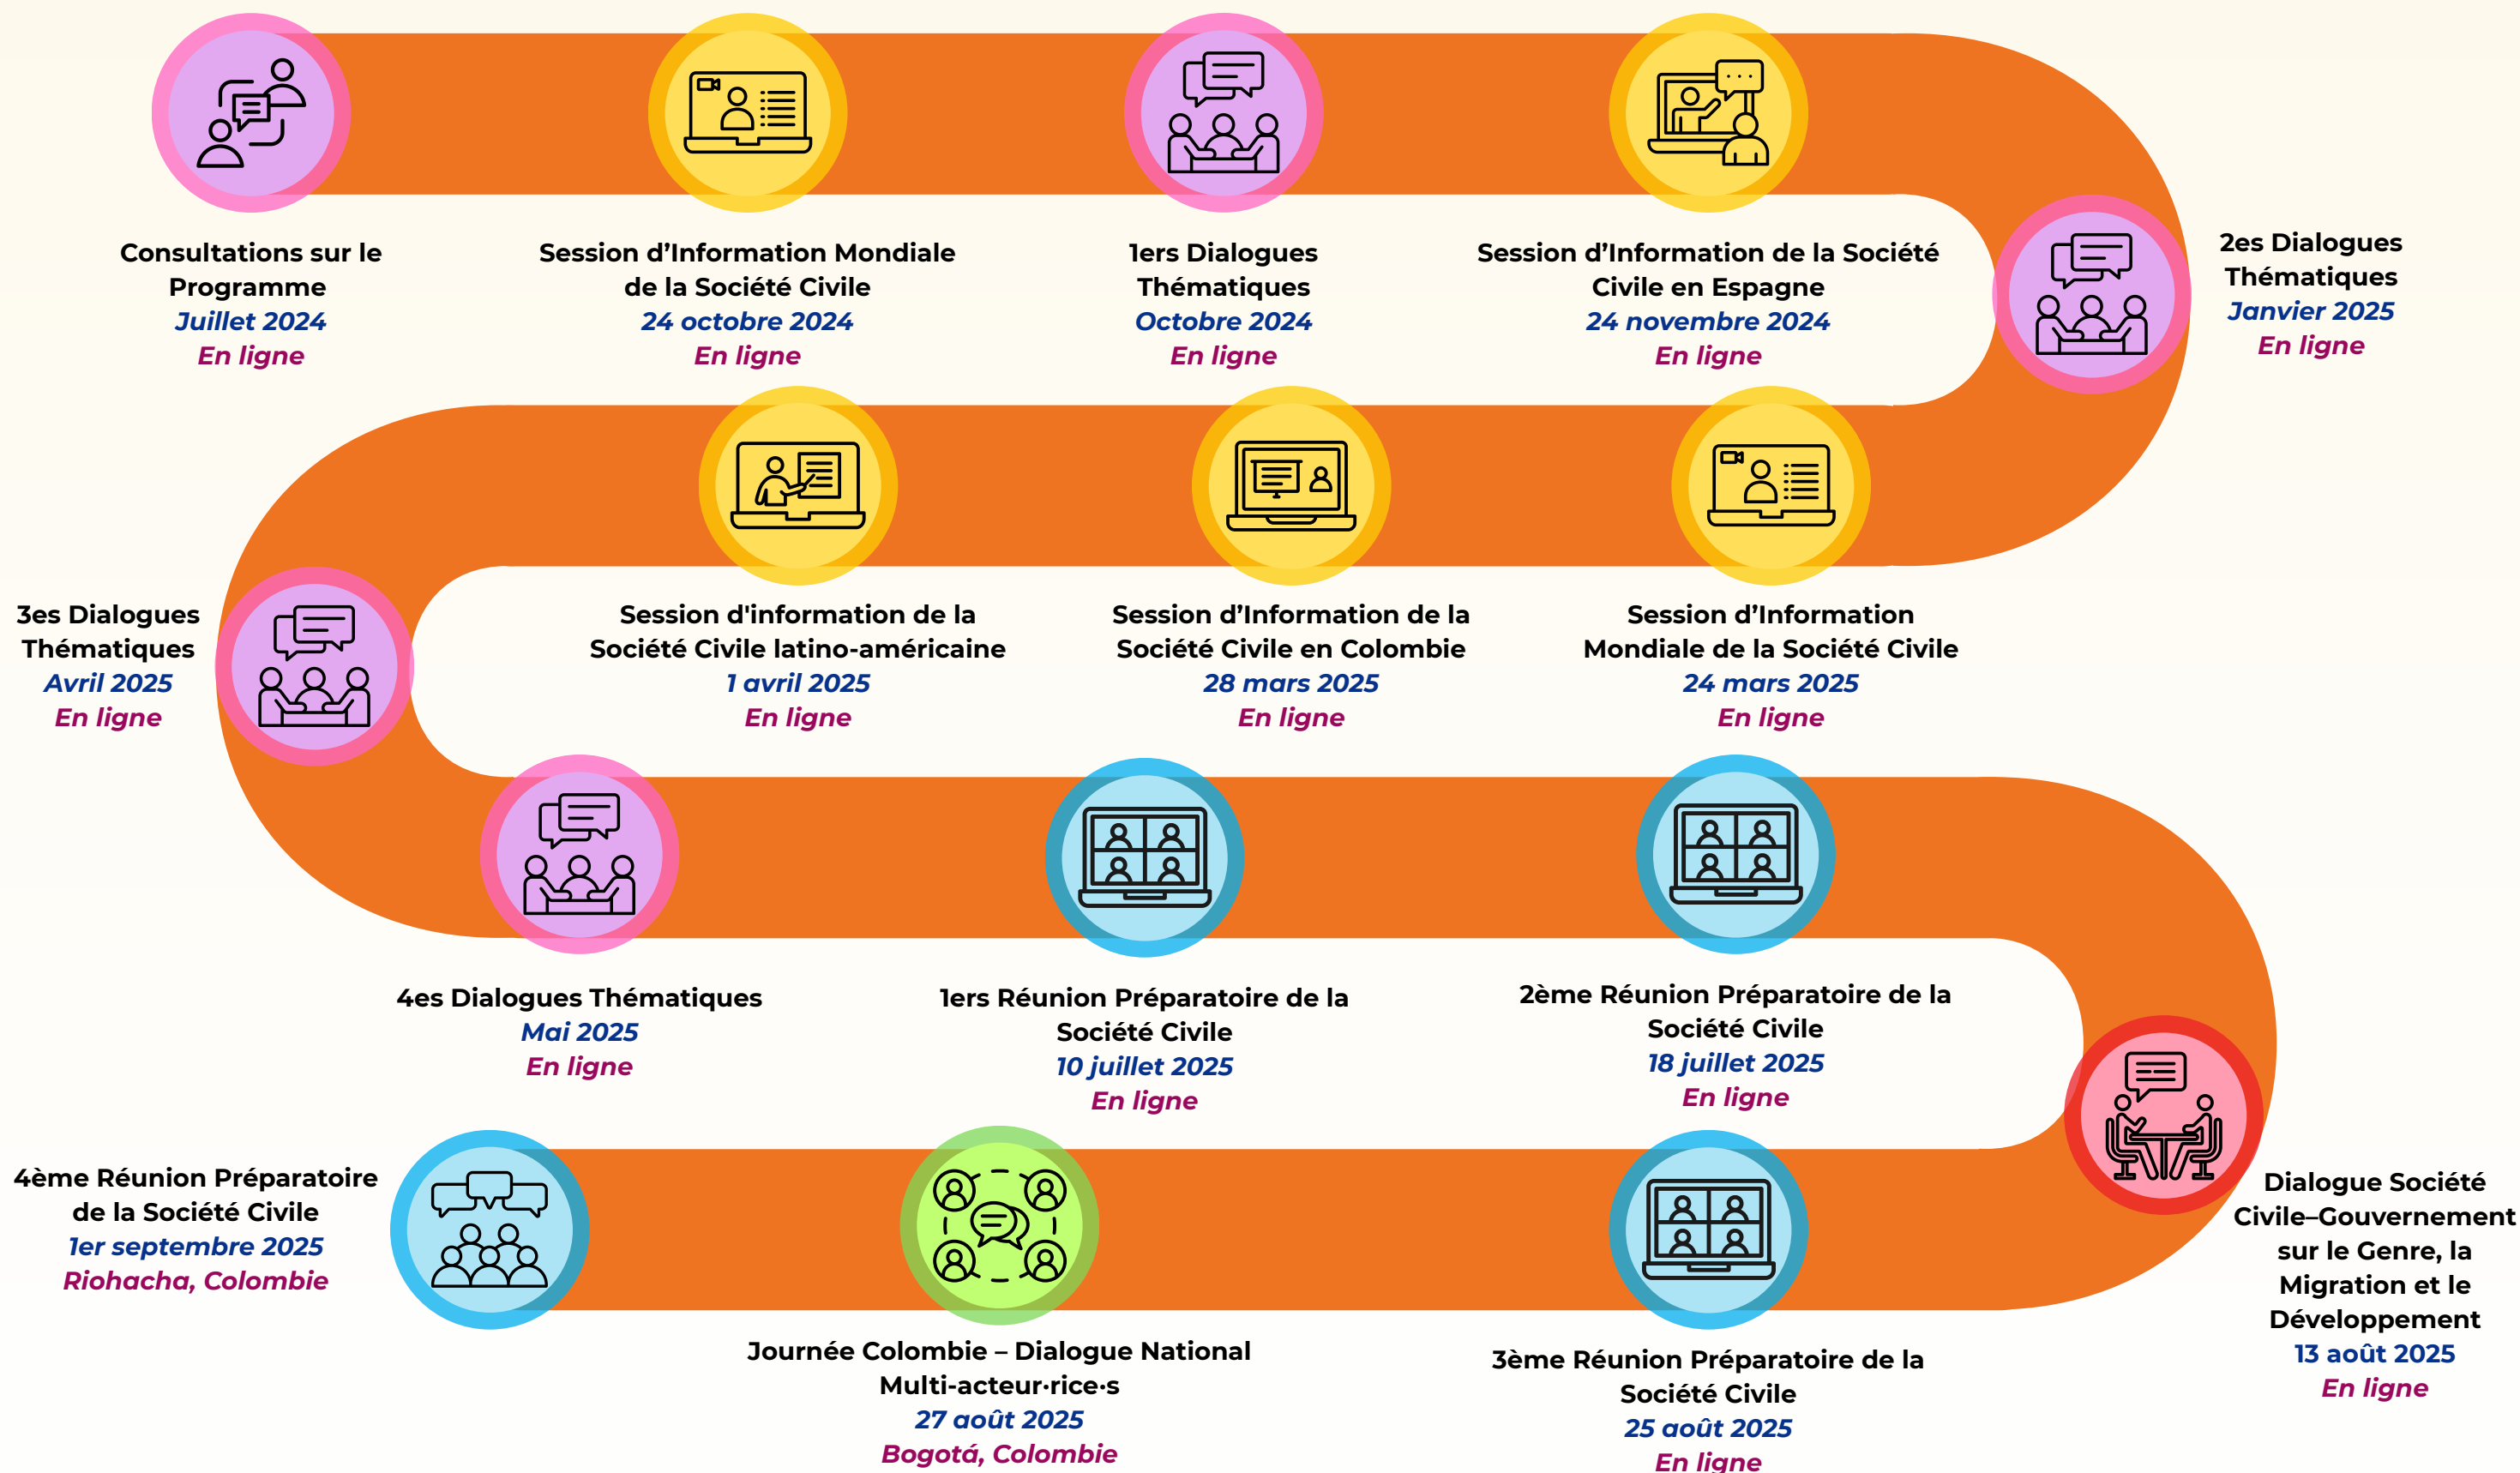 Consultations sur le
Programme
Juillet 2024
En ligne
Session d’Information Mondiale
de la Société Civile
24 octobre 2024
En ligne
1ers Dialogues
Thématiques
Octobre 2024
En ligne
Session d’Information de la Société
Civile en Espagne
24 novembre 2024
En ligne
2es Dialogues
Thématiques
Janvier 2025
En ligne
Session d’Information
Mondiale de la Société Civile
24 mars 2025
En ligne
Session d’Information de la
Société Civile en Colombie
28 mars 2025
En ligne
Session d'information de la
Société Civile latino-américaine
1 avril 2025
En ligne
3es Dialogues
Thématiques
Avril 2025
En ligne
4es Dialogues Thématiques
Mai 2025
En ligne
1ers Réunion Préparatoire de la
Société Civile
10 juillet 2025
En ligne
2ème Réunion Préparatoire de la
Société Civile
18 juillet 2025
En ligne
Dialogue Société
Civile–Gouvernement
sur le Genre, la
Migration et le
Développement
13 août 2025
En ligne
3ème Réunion Préparatoire de la
Société Civile
25 août 2025
En ligne
Journée Colombie – Dialogue National
Multi-acteur·rice·s
27 août 2025
Bogotá, Colombie
4ème Réunion Préparatoire
de la Société Civile
1er septembre 2025
Riohacha, Colombie